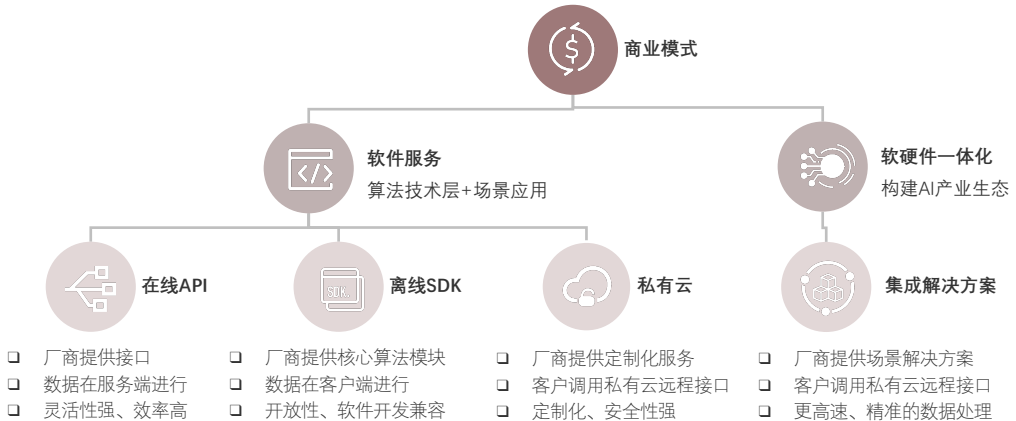 商业模式
软件服务
算法技术层+场景应用
软硬件一体化
构建AI产业生态
在线API
SDK
离线SDK
私有云
集成解决方案
❑ 厂商提供接口
❑ 数据在服务端进行
❑ 灵活性强、效率高
❑ 厂商提供核心算法模块
❑ 数据在客户端进行
❑ 开放性、软件开发兼容
❑ 厂商提供定制化服务
❑ 客户调用私有云远程接口
❑ 定制化、安全性强
❑ 厂商提供场景解决方案
❑ 客户调用私有云远程接口
❑ 更高速、精准的数据处理